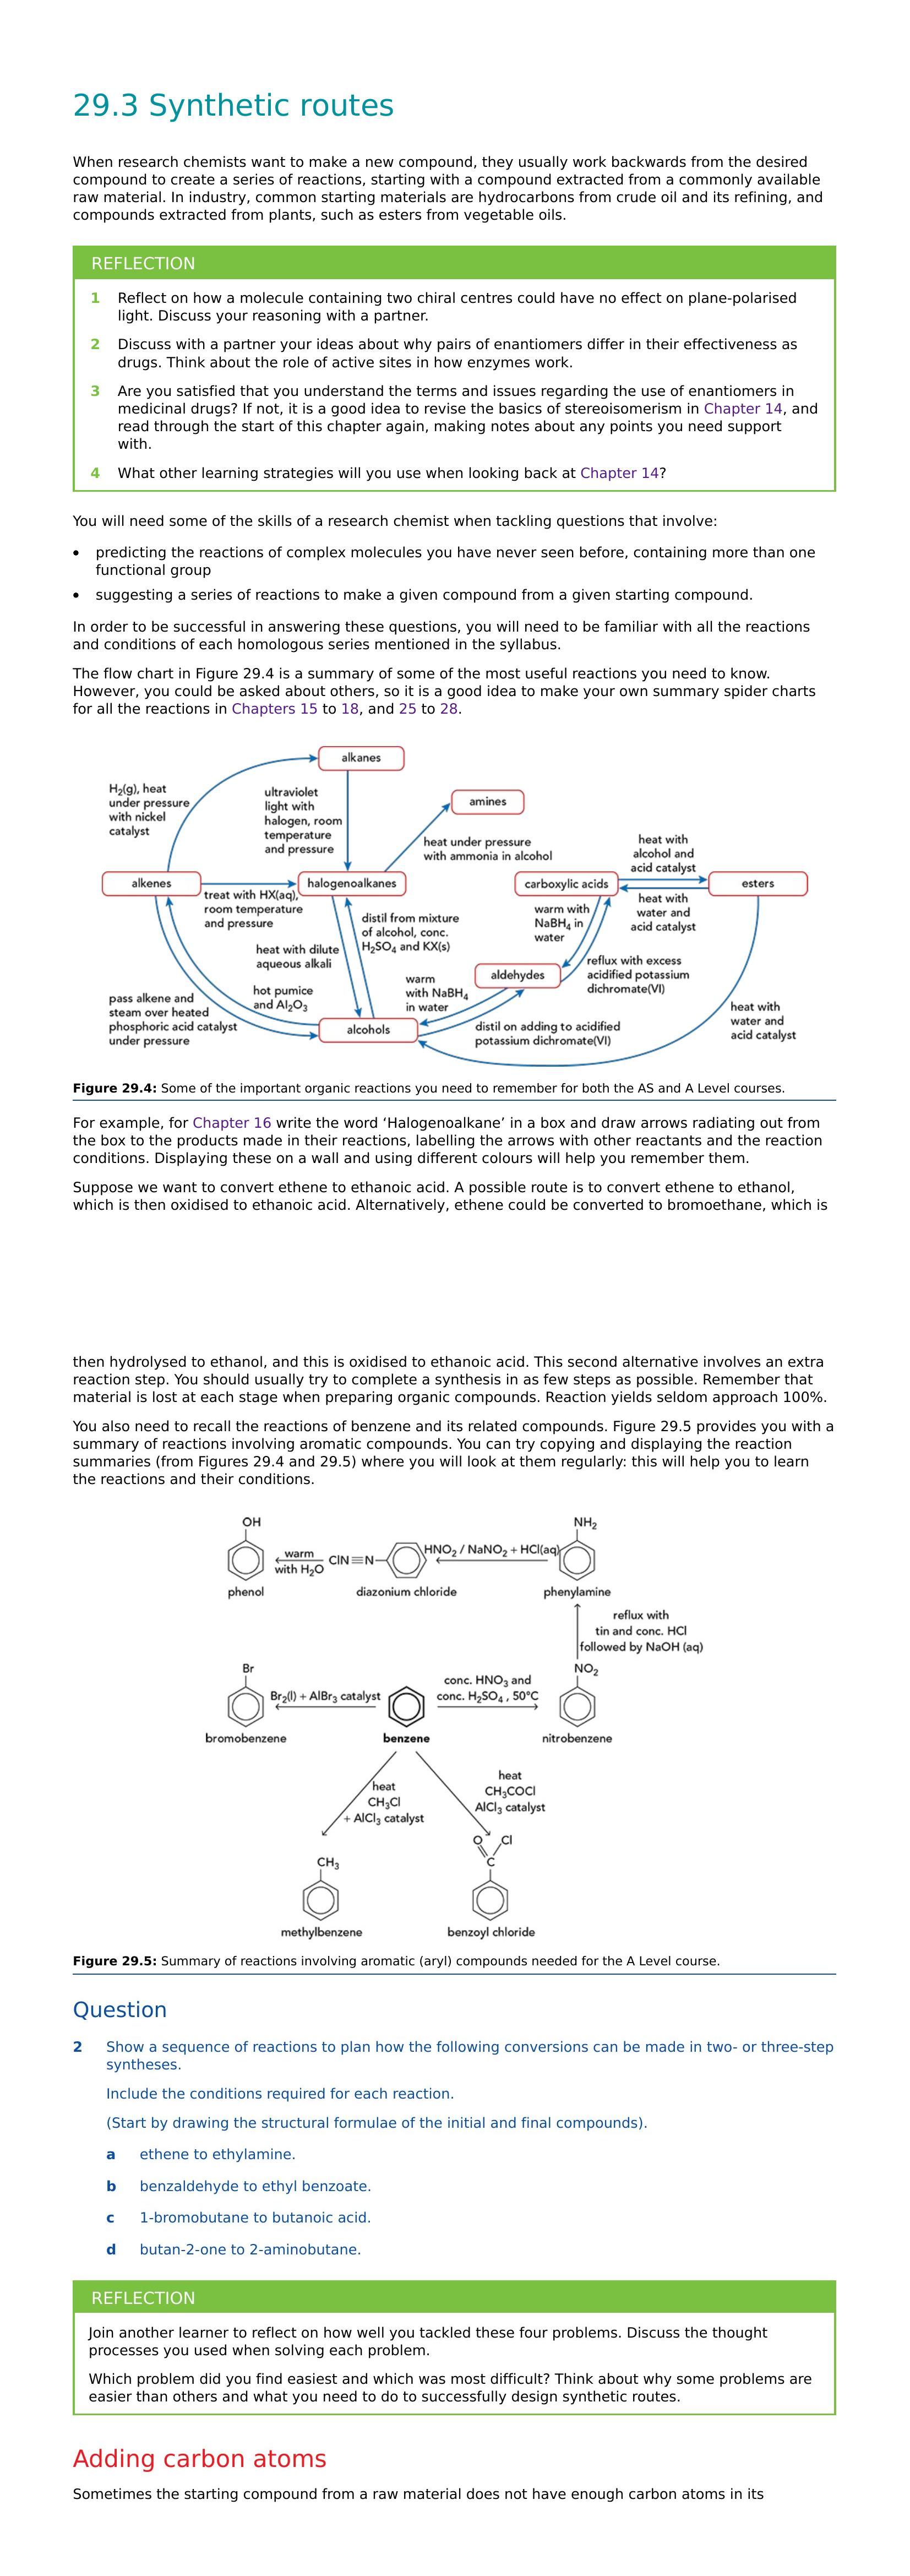 29.3 Synthetic routes
When research chemists want to make a new compound, they usually work backwards from the desired
compound to create a series of reactions, starting with a compound extracted from a commonly available
raw material. In industry, common starting materials are hydrocarbons from crude oil and its refining, and
compounds extracted from plants, such as esters from vegetable oils.
REFLECTION
1 Reflect on how a molecule containing two chiral centres could have no effect on plane-polarised
light. Discuss your reasoning with a partner.
2 Discuss with a partner your ideas about why pairs of enantiomers differ in their effectiveness as
drugs. Think about the role of active sites in how enzymes work.
3 Are you satisfied that you understand the terms and issues regarding the use of enantiomers in
medicinal drugs? If not, it is a good idea to revise the basics of stereoisomerism in Chapter 14, and
read through the start of this chapter again, making notes about any points you need support
with.
4 What other learning strategies will you use when looking back at Chapter 14?
You will need some of the skills of a research chemist when tackling questions that involve:
• predicting the reactions of complex molecules you have never seen before, containing more than one
functional group
• suggesting a series of reactions to make a given compound from a given starting compound.
In order to be successful in answering these questions, you will need to be familiar with all the reactions
and conditions of each homologous series mentioned in the syllabus.
The flow chart in Figure 29.4 is a summary of some of the most useful reactions you need to know.
However, you could be asked about others, so it is a good idea to make your own summary spider charts
for all the reactions in Chapters 15 to 18, and 25 to 28.
alkanes
H₂(g), heat
under pressure
with nickel
catalyst
ultraviolet
light with
halogen, room
temperature
and pressure
amines
heat under pressure
with ammonia in alcohol
heat with
alcohol and
acid catalyst
alkenes
halogenoalkanes
carboxylic acids
esters
treat with HX(aq),
room temperature
and pressure
distil from mixture
of alcohol, conc.
H₂SO₄ and KX(s)
warm with
NaBH₄ in
water
heat with
water and
acid catalyst
heat with dilute
aqueous alkali
aldehydes
reflux with excess
acidified potassium
dichromate(VI)
hot pumice
and Al₂O₃
warm
with NaBH₄
in water
pass alkene and
steam over heated
phosphoric acid catalyst
under pressure
alcohols
distil on adding to acidified
potassium dichromate(VI)
heat with
water and
acid catalyst
Figure 29.4: Some of the important organic reactions you need to remember for both the AS and A Level courses.
For example, for Chapter 16 write the word ‘Halogenoalkane’ in a box and draw arrows radiating out from
the box to the products made in their reactions, labelling the arrows with other reactants and the reaction
conditions. Displaying these on a wall and using different colours will help you remember them.
Suppose we want to convert ethene to ethanoic acid. A possible route is to convert ethene to ethanol,
which is then oxidised to ethanoic acid. Alternatively, ethene could be converted to bromoethane, which is
then hydrolysed to ethanol, and this is oxidised to ethanoic acid. This second alternative involves an extra
reaction step. You should usually try to complete a synthesis in as few steps as possible. Remember that
material is lost at each stage when preparing organic compounds. Reaction yields seldom approach 100%.
You also need to recall the reactions of benzene and its related compounds. Figure 29.5 provides you with a
summary of reactions involving aromatic compounds. You can try copying and displaying the reaction
summaries (from Figures 29.4 and 29.5) where you will look at them regularly: this will help you to learn
the reactions and their conditions.
OH
NH₂
warm
with H₂O
ClN≡N
HNO₂ / NaNO₂ + HCl(aq)
phenol
diazonium chloride
phenylamine
reflux with
tin and conc. HCl
followed by NaOH (aq)
Br
NO₂
Br₂(l) + AlBr₃ catalyst
conc. HNO₃ and
conc. H₂SO₄ , 50°C
bromobenzene
benzene
nitrobenzene
heat
CH₃Cl
+ AlCl₃ catalyst
heat
CH₃COCl
AlCl₃ catalyst
O
Cl
C
CH₃
methylbenzene
benzoyl chloride
Figure 29.5: Summary of reactions involving aromatic (aryl) compounds needed for the A Level course.
Question
2 Show a sequence of reactions to plan how the following conversions can be made in two- or three-step
syntheses.
Include the conditions required for each reaction.
(Start by drawing the structural formulae of the initial and final compounds).
a ethene to ethylamine.
b benzaldehyde to ethyl benzoate.
c 1-bromobutane to butanoic acid.
d butan-2-one to 2-aminobutane.
REFLECTION
Join another learner to reflect on how well you tackled these four problems. Discuss the thought
processes you used when solving each problem.
Which problem did you find easiest and which was most difficult? Think about why some problems are
easier than others and what you need to do to successfully design synthetic routes.
Adding carbon atoms
Sometimes the starting compound from a raw material does not have enough carbon atoms in its